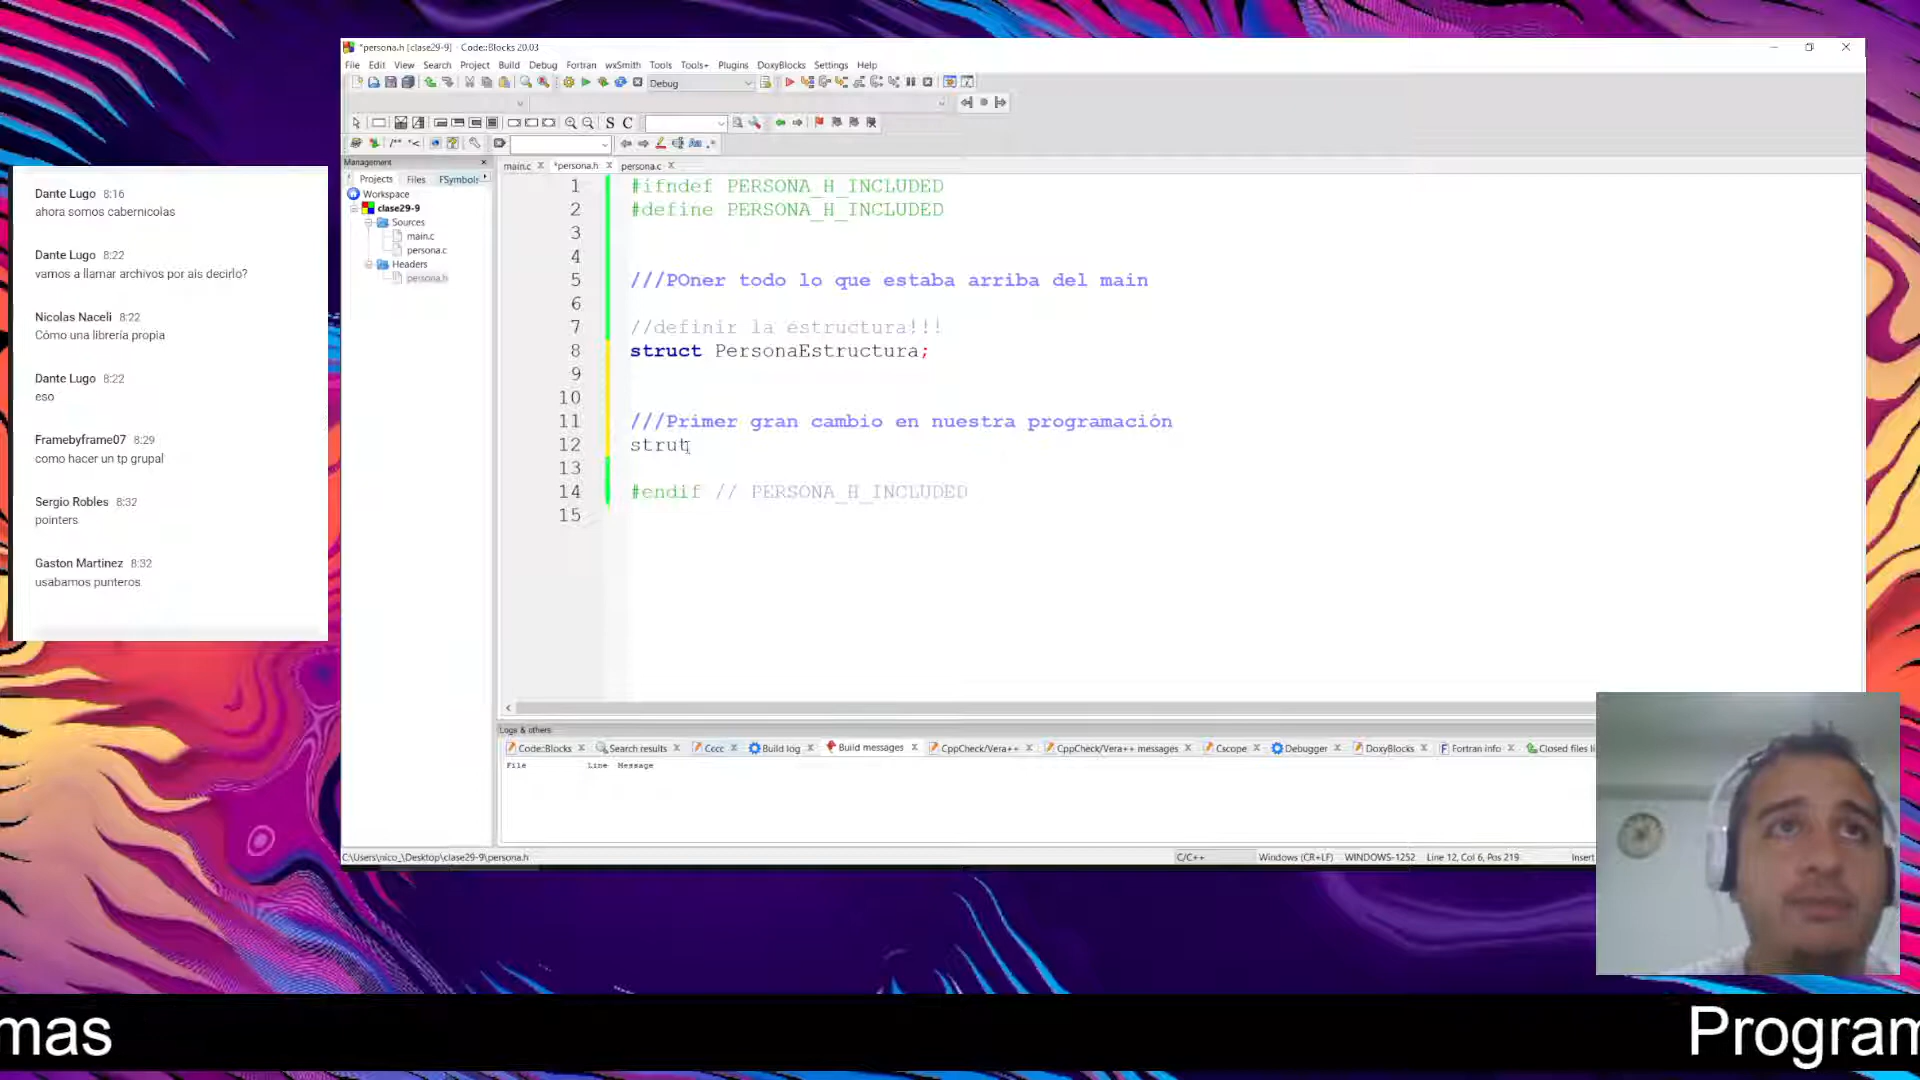 *persona.h [clase29-9] - Code::Blocks 20.03
File Edit View Search Project Build Debug Fortran wxSmith Tools Tools+ Plugins DoxyBlocks Settings Help
Debug
S C
/** *<
Management
main.c *persona.h persona.c
Projects Files FSymbols
Workspace
clase29-9
Sources
main.c
persona.c
Headers
persona.h
1 #ifndef PERSONA_H_INCLUDED
2 #define PERSONA_H_INCLUDED
3
4
5 ///POner todo lo que estaba arriba del main
6
7 //definir la estructura!!!
8 struct PersonaEstructura;
9
10
11 ///Primer gran cambio en nuestra programación
12 strut
13
14 #endif // PERSONA_H_INCLUDED
15
Dante Lugo 8:16
ahora somos cabernicolas
Dante Lugo 8:22
vamos a llamar archivos por aís decirlo?
Nicolas Naceli 8:22
Cómo una librería propia
Dante Lugo 8:22
eso
Framebyframe07 8:29
como hacer un tp grupal
Sergio Robles 8:32
pointers
Gaston Martinez 8:32
usabamos punteros
Logs & others
Code::Blocks Search results Cccc Build log Build messages CppCheck/Vera++ CppCheck/Vera++ messages Cscope Debugger DoxyBlocks Fortran info Closed files li
File Line Message
C:\Users\nico_\Desktop\clase29-9\persona.h C/C++ Windows (CR+LF) WINDOWS-1252 Line 12, Col 6, Pos 219 Insert
mas Program